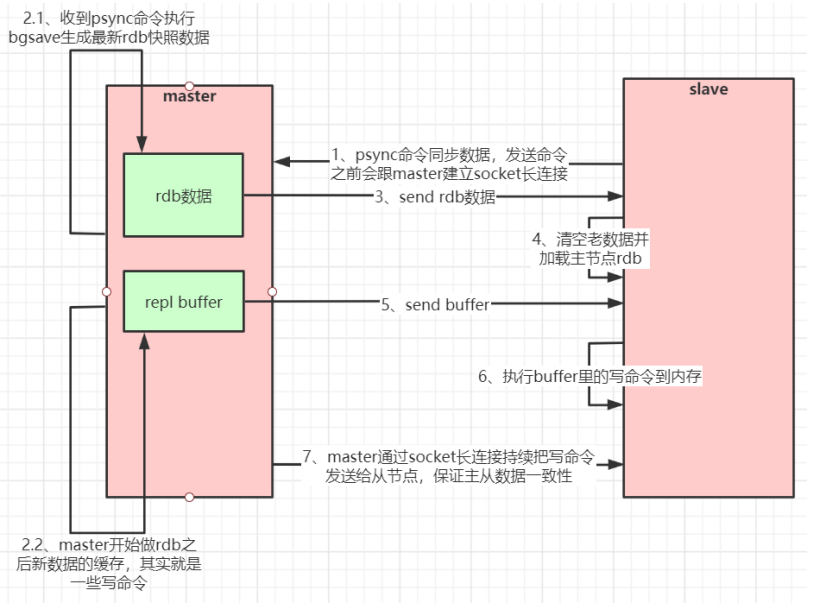 2.1、收到psync命令执行
bgsave生成最新rdb快照数据
master
slave
1、psync命令同步数据，发送命令
之前会跟master建立socket长连接
rdb数据
3、send rdb数据
4、清空老数据并
加载主节点rdb
repl buffer
5、send buffer
6、执行buffer里的写命令到内存
7、master通过socket长连接持续把写命令
发送给从节点，保证主从数据一致性
2.2、master开始做rdb之
后新数据的缓存，其实就是
一些写命令